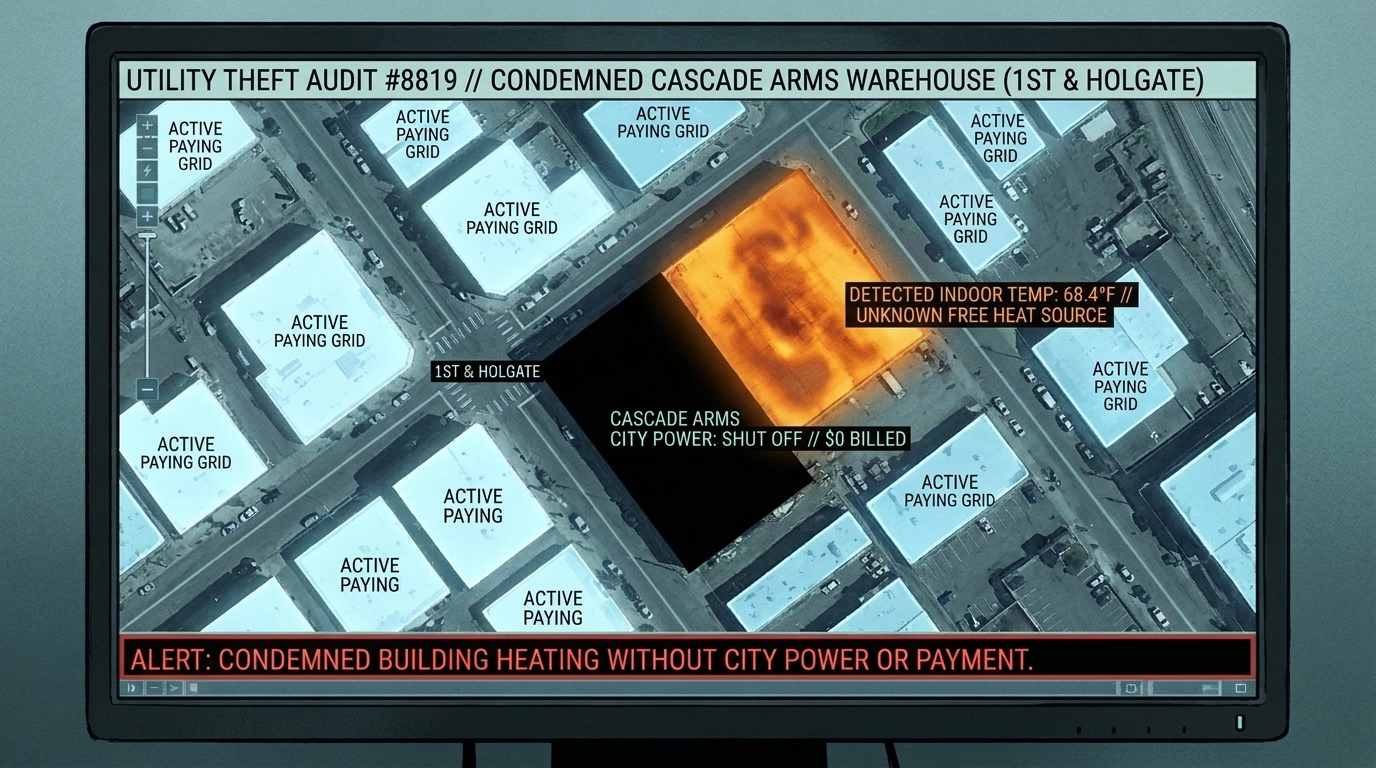 UTILITY THEFT AUDIT #8819 // CONDEMNED CASCADE ARMS WAREHOUSE (1ST & HOLGATE)
ACTIVE
PAYING
GRID
ACTIVE
PAYING
GRID
ACTIVE
PAYING GRID
ACTIVE
PAYING
GRID
ACTIVE
PAYING GRID
ACTIVE
PAYING
GRID
DETECTED INDOOR TEMP: 68.4°F //
UNKNOWN FREE HEAT SOURCE
ACTIVE
PAYING GRID
1ST & HOLGATE
ACTIVE
PAYING
GRID
CASCADE ARMS
CITY POWER: SHUT OFF // $0 BILLED
ACTIVE
PAYING GRID
ACTIVE
PAYING
ACTIVE
PAYING GRID
ACTIVE
PAYING
ACTIVE
PAYING
ALERT: CONDEMNED BUILDING HEATING WITHOUT CITY POWER OR PAYMENT.